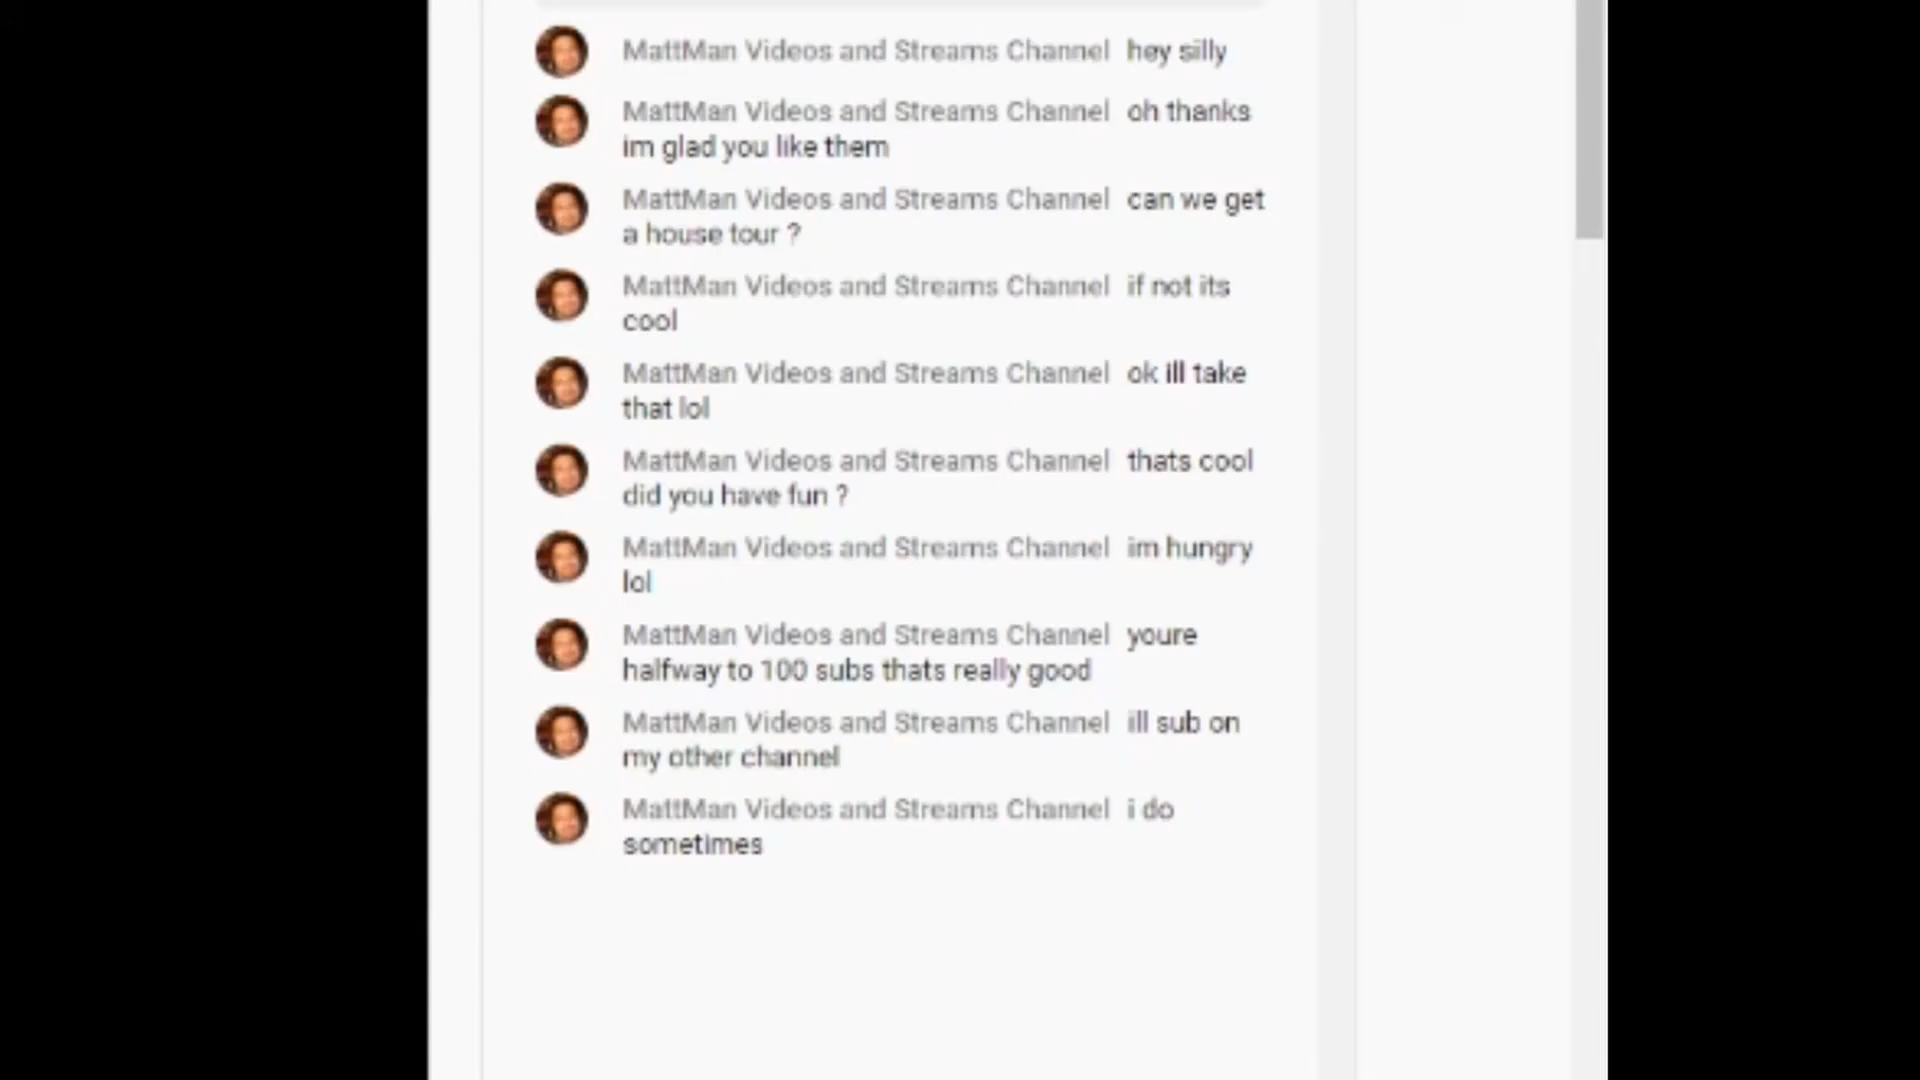 MattMan Videos and Streams Channel hey silly
MattMan Videos and Streams Channel oh thanks
im glad you like them
MattMan Videos and Streams Channel can we get
a house tour ?
MattMan Videos and Streams Channel if not its
cool
MattMan Videos and Streams Channel ok ill take
that lol
MattMan Videos and Streams Channel thats cool
did you have fun ?
MattMan Videos and Streams Channel im hungry
lol
MattMan Videos and Streams Channel youre
halfway to 100 subs thats really good
MattMan Videos and Streams Channel ill sub on
my other channel
MattMan Videos and Streams Channel i do
sometimes